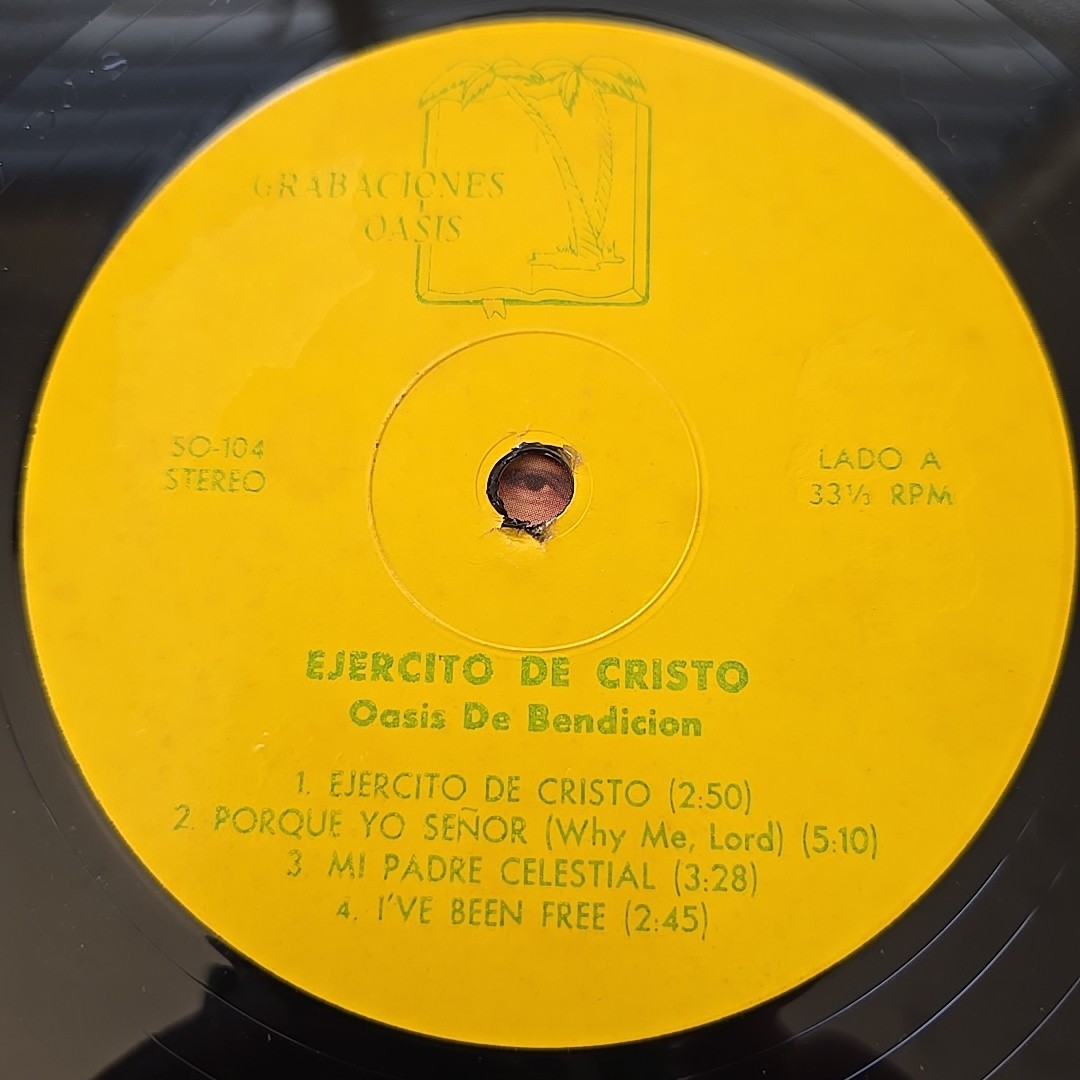 GRABACIONES
OASIS
SO-104
STEREO
LADO A
33⅓ RPM
EJERCITO DE CRISTO
Oasis De Bendicion
1. EJERCITO DE CRISTO (2:50)
2. PORQUE YO SEÑOR (Why Me, Lord) (5:10)
3. MI PADRE CELESTIAL (3:28)
4. I'VE BEEN FREE (2:45)